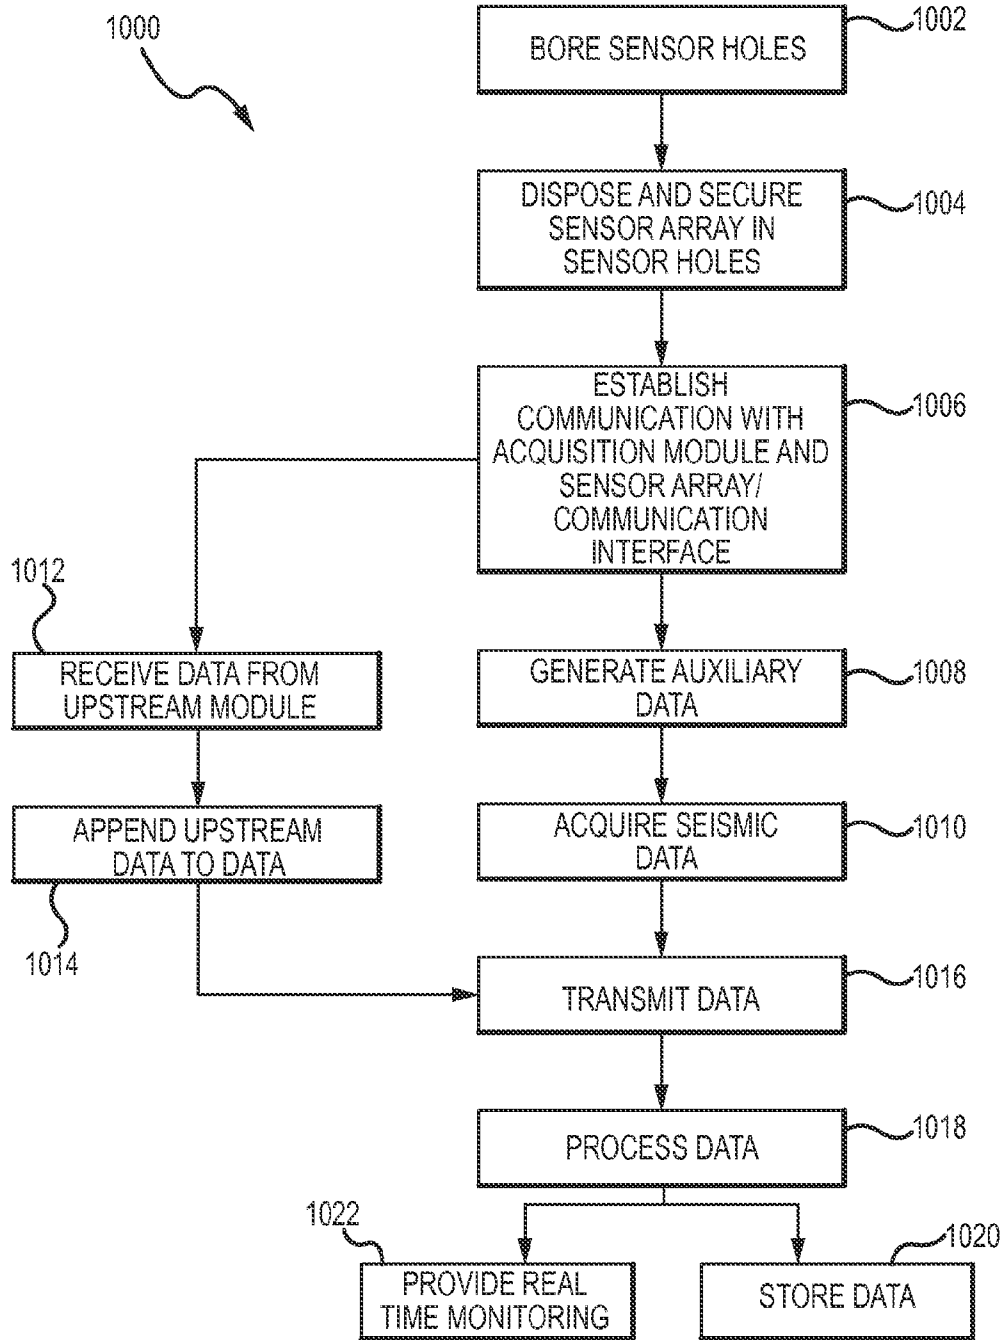 1000
BORE SENSOR HOLES
1002
DISPOSE AND SECURE
SENSOR ARRAY IN
SENSOR HOLES
1004
ESTABLISH
COMMUNICATION WITH
ACQUISITION MODULE AND
SENSOR ARRAY/
COMMUNICATION
INTERFACE
1006
1012
RECEIVE DATA FROM
UPSTREAM MODULE
GENERATE AUXILIARY
DATA
1008
APPEND UPSTREAM
DATA TO DATA
1014
ACQUIRE SEISMIC
DATA
1010
TRANSMIT DATA
1016
PROCESS DATA
1018
1022
PROVIDE REAL
TIME MONITORING
1020
STORE DATA